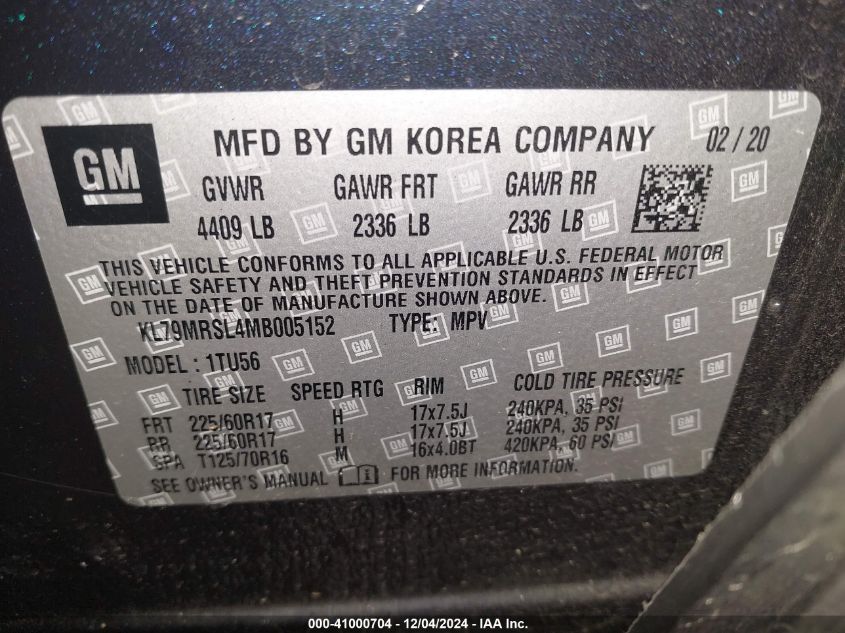 GM MFD BY GM KOREA COMPANY 02/20
GVWR GAWR FRT GAWR RR
4409 LB 2336 LB 2336 LB
THIS VEHICLE CONFORMS TO ALL APPLICABLE U.S. FEDERAL MOTOR
VEHICLE SAFETY AND THEFT PREVENTION STANDARDS IN EFFECT
ON THE DATE OF MANUFACTURE SHOWN ABOVE.
KL79MRSL4MB005152 TYPE: MPV
MODEL : 1TU56
TIRE SIZE SPEED RTG RIM COLD TIRE PRESSURE
FRT 225/60R17 H 17x7.5J 240KPA, 35 PSI
RR 225/60R17 H 17x7.5J 240KPA, 35 PSI
SPA T125/70R16 M 16x4.0BT 420KPA, 60 PSI
SEE OWNER'S MANUAL FOR MORE INFORMATION.
000-41000704 - 12/04/2024 - IAA Inc.